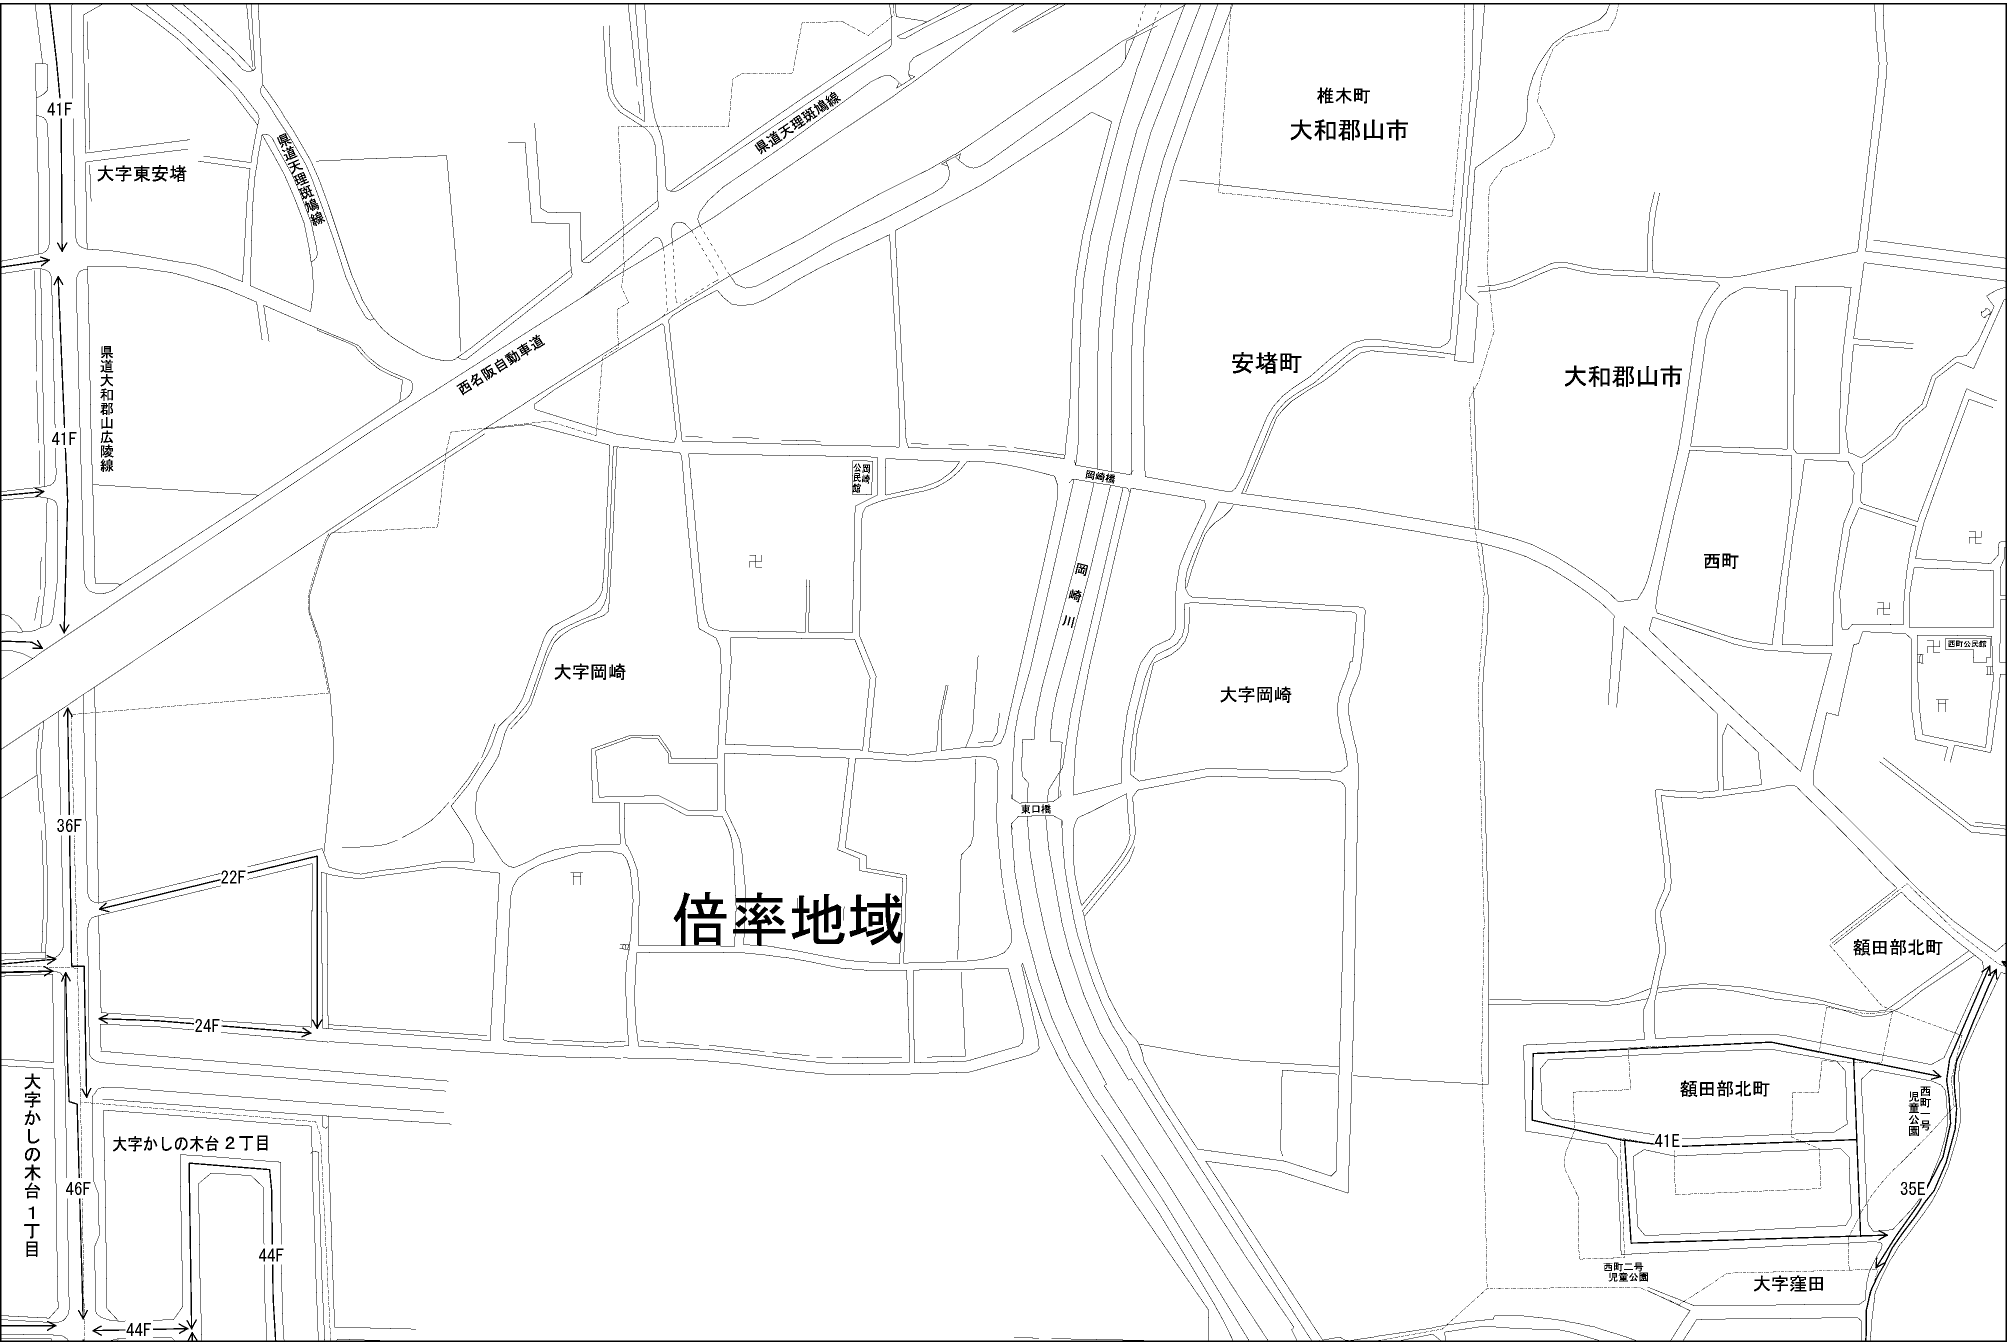 41F
大字東安堵
県道天理斑鳩線
県道天理斑鳩線
椎木町
大和郡山市
県道大和郡山広陵線
41F
西名阪自動車道
安堵町
大和郡山市
岡崎
公民館
岡崎橋
岡崎川
西町
西町公民館
大字岡崎
大字岡崎
東口橋
36F
22F
倍率地域
24F
額田部北町
額田部北町
西町一号
児童公園
41E
35E
大字かしの木台1丁目
大字かしの木台2丁目
46F
44F
44F
西町二号
児童公園
大字窪田